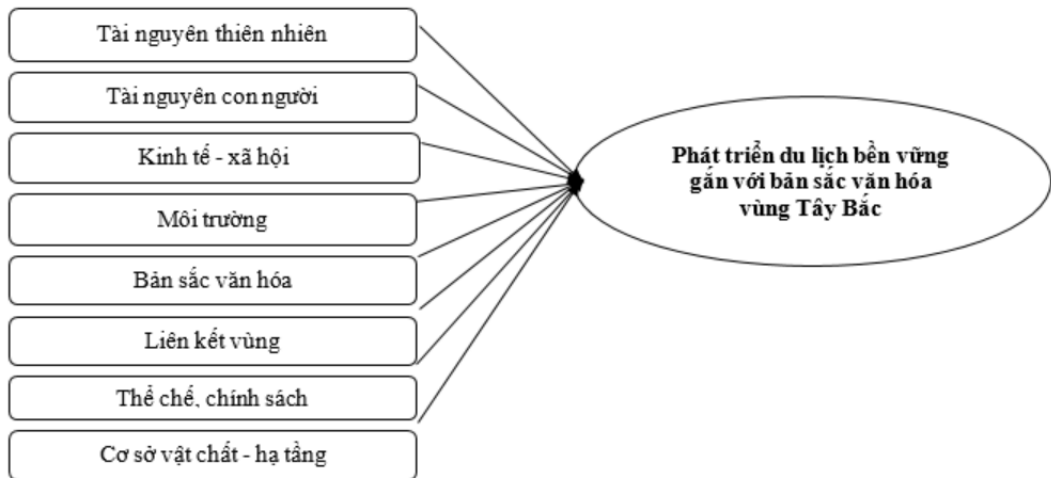 Tài nguyên thiên nhiên
Tài nguyên con người
Kinh tế - xã hội
Môi trường
Bản sắc văn hóa
Liên kết vùng
Thể chế, chính sách
Cơ sở vật chất - hạ tầng
Phát triển du lịch bền vững
gắn với bản sắc văn hóa
vùng Tây Bắc